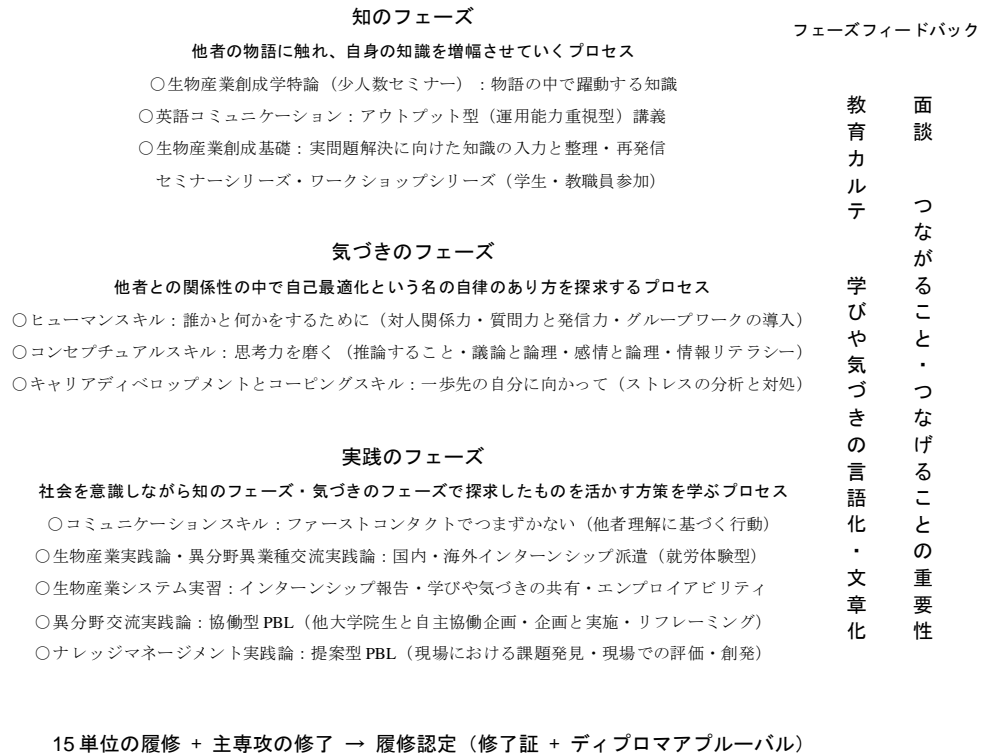 知のフェーズ
他者の物語に触れ、自身の知識を増幅させていくプロセス
○生物産業創成学特論（少人数セミナー）：物語の中で躍動する知識
○英語コミュニケーション：アウトプット型（運用能力重視型）講義
○生物産業創成基礎：実問題解決に向けた知識の入力と整理・再発信
セミナーシリーズ・ワークショップシリーズ（学生・教職員参加）
気づきのフェーズ
他者との関係性の中で自己最適化という名の自律のあり方を探求するプロセス
○ヒューマンスキル：誰かと何かをするために（対人関係力・質問力と発信力・グループワークの導入）
○コンセプチュアルスキル：思考力を磨く（推論すること・議論と論理・感情と論理・情報リテラシー）
○キャリアディベロップメントとコーピングスキル：一歩先の自分に向かって（ストレスの分析と対処）
実践のフェーズ
社会を意識しながら知のフェーズ・気づきのフェーズで探求したものを活かす方策を学ぶプロセス
○コミュニケーションスキル：ファーストコンタクトでつまずかない（他者理解に基づく行動）
○生物産業実践論・異分野異業種交流実践論：国内・海外インターンシップ派遣（就労体験型）
○生物産業システム実習：インターンシップ報告・学びや気づきの共有・エンプロイアビリティ
○異分野交流実践論：協働型 PBL（他大学院生と自主協働企画・企画と実施・リフレーミング）
○ナレッジマネージメント実践論：提案型 PBL（現場における課題発見・現場での評価・創発）
フェーズフィードバック
面談　つながること・つなげることの重要性
教育カルテ　学びや気づきの言語化・文章化
15 単位の履修 + 主専攻の修了 → 履修認定（修了証 + ディプロマアプルーバル）